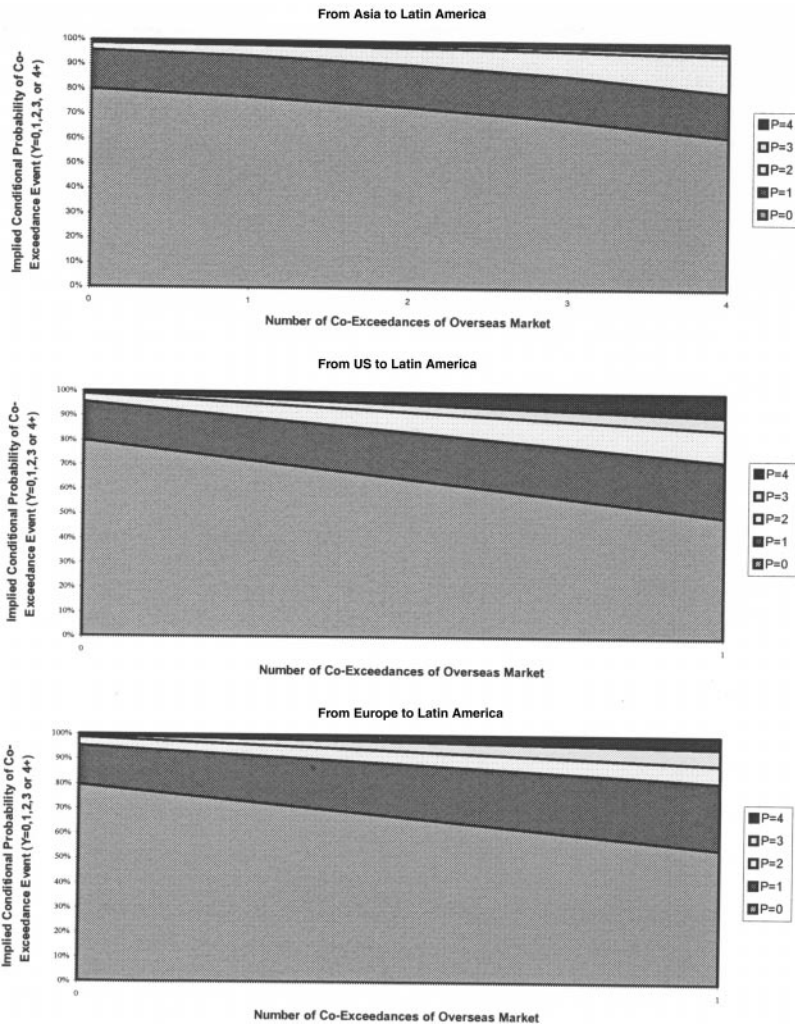 From Asia to Latin America
Implied Conditional Probability of Co-
Exceedance Event (Y=0,1,2,3, or 4+)
100%
90%
80%
70%
60%
50%
40%
30%
20%
10%
0%
0
1
2
3
4
Number of Co-Exceedances of Overseas Market
P=4
P=3
P=2
P=1
P=0
From US to Latin America
Implied Conditional Probability of Co-
Exceedance Event (Y=0,1,2,3 or 4+)
100%
90%
80%
70%
60%
50%
40%
30%
20%
10%
0%
0
1
Number of Co-Exceedances of Overseas Market
P=4
P=3
P=2
P=1
P=0
From Europe to Latin America
Implied Conditional Probability of Co-
Exceedance Event (Y=0,1,2,3 or 4+)
100%
90%
80%
70%
60%
50%
40%
30%
20%
10%
0%
0
1
Number of Co-Exceedances of Overseas Market
P=4
P=3
P=2
P=1
P=0